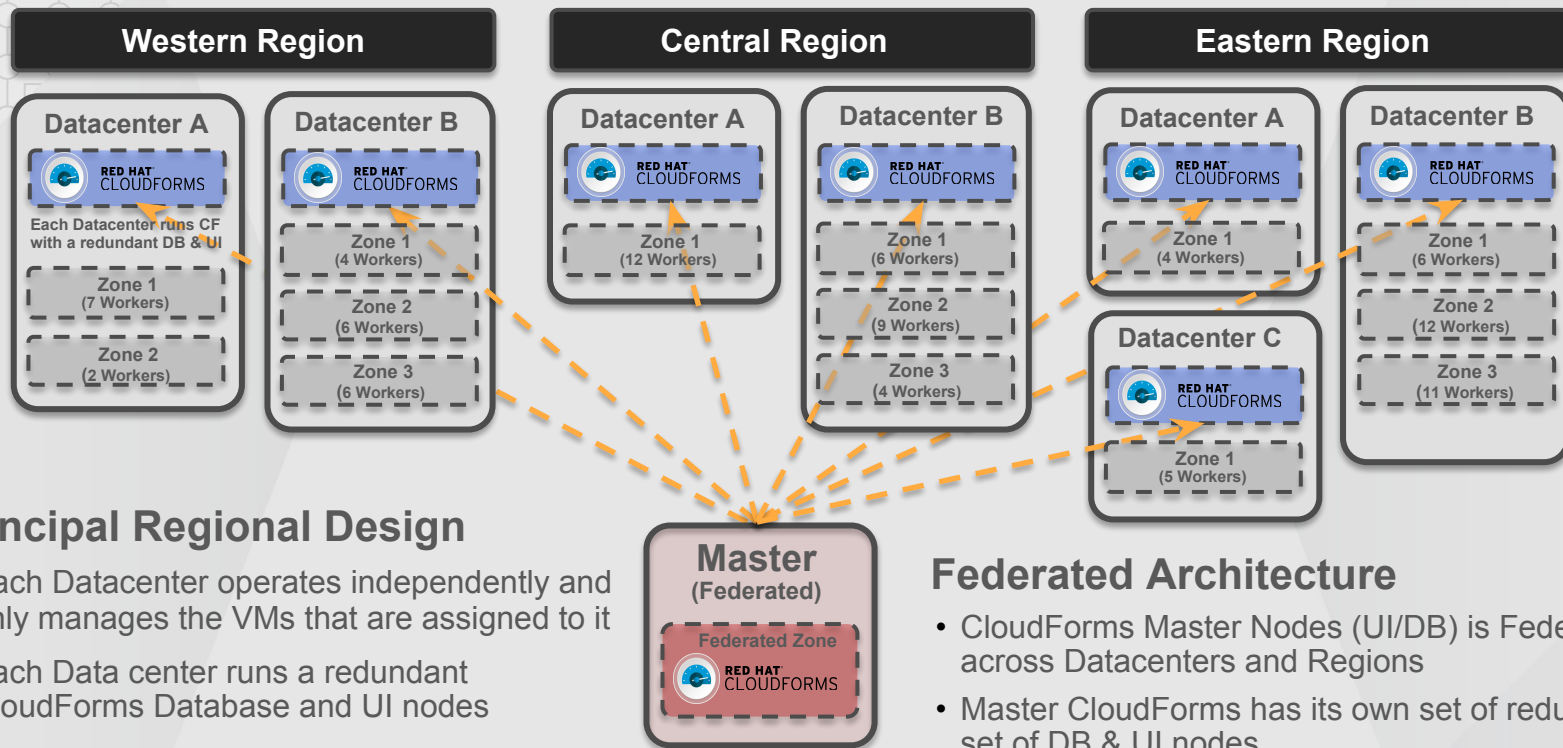 Western Region
Central Region
Eastern Region
Datacenter A
RED HAT
CLOUDFORMS
Each Datacenter runs CF
with a redundant DB & UI
Zone 1
(7 Workers)
Zone 2
(2 Workers)
Datacenter B
RED HAT
CLOUDFORMS
Zone 1
(4 Workers)
Zone 2
(6 Workers)
Zone 3
(6 Workers)
Datacenter A
RED HAT
CLOUDFORMS
Zone 1
(12 Workers)
Datacenter B
RED HAT
CLOUDFORMS
Zone 1
(6 Workers)
Zone 2
(9 Workers)
Zone 3
(4 Workers)
Datacenter A
RED HAT
CLOUDFORMS
Zone 1
(4 Workers)
Datacenter C
RED HAT
CLOUDFORMS
Zone 1
(5 Workers)
Datacenter B
RED HAT
CLOUDFORMS
Zone 1
(6 Workers)
Zone 2
(12 Workers)
Zone 3
(11 Workers)
ncipal Regional Design
ach Datacenter operates independently and
nly manages the VMs that are assigned to it
ach Data center runs a redundant
loudForms Database and UI nodes
Master
(Federated)
Federated Zone
RED HAT
CLOUDFORMS
Federated Architecture
• CloudForms Master Nodes (UI/DB) is Fede
across Datacenters and Regions
• Master CloudForms has its own set of redu
set of DB & UI nodes